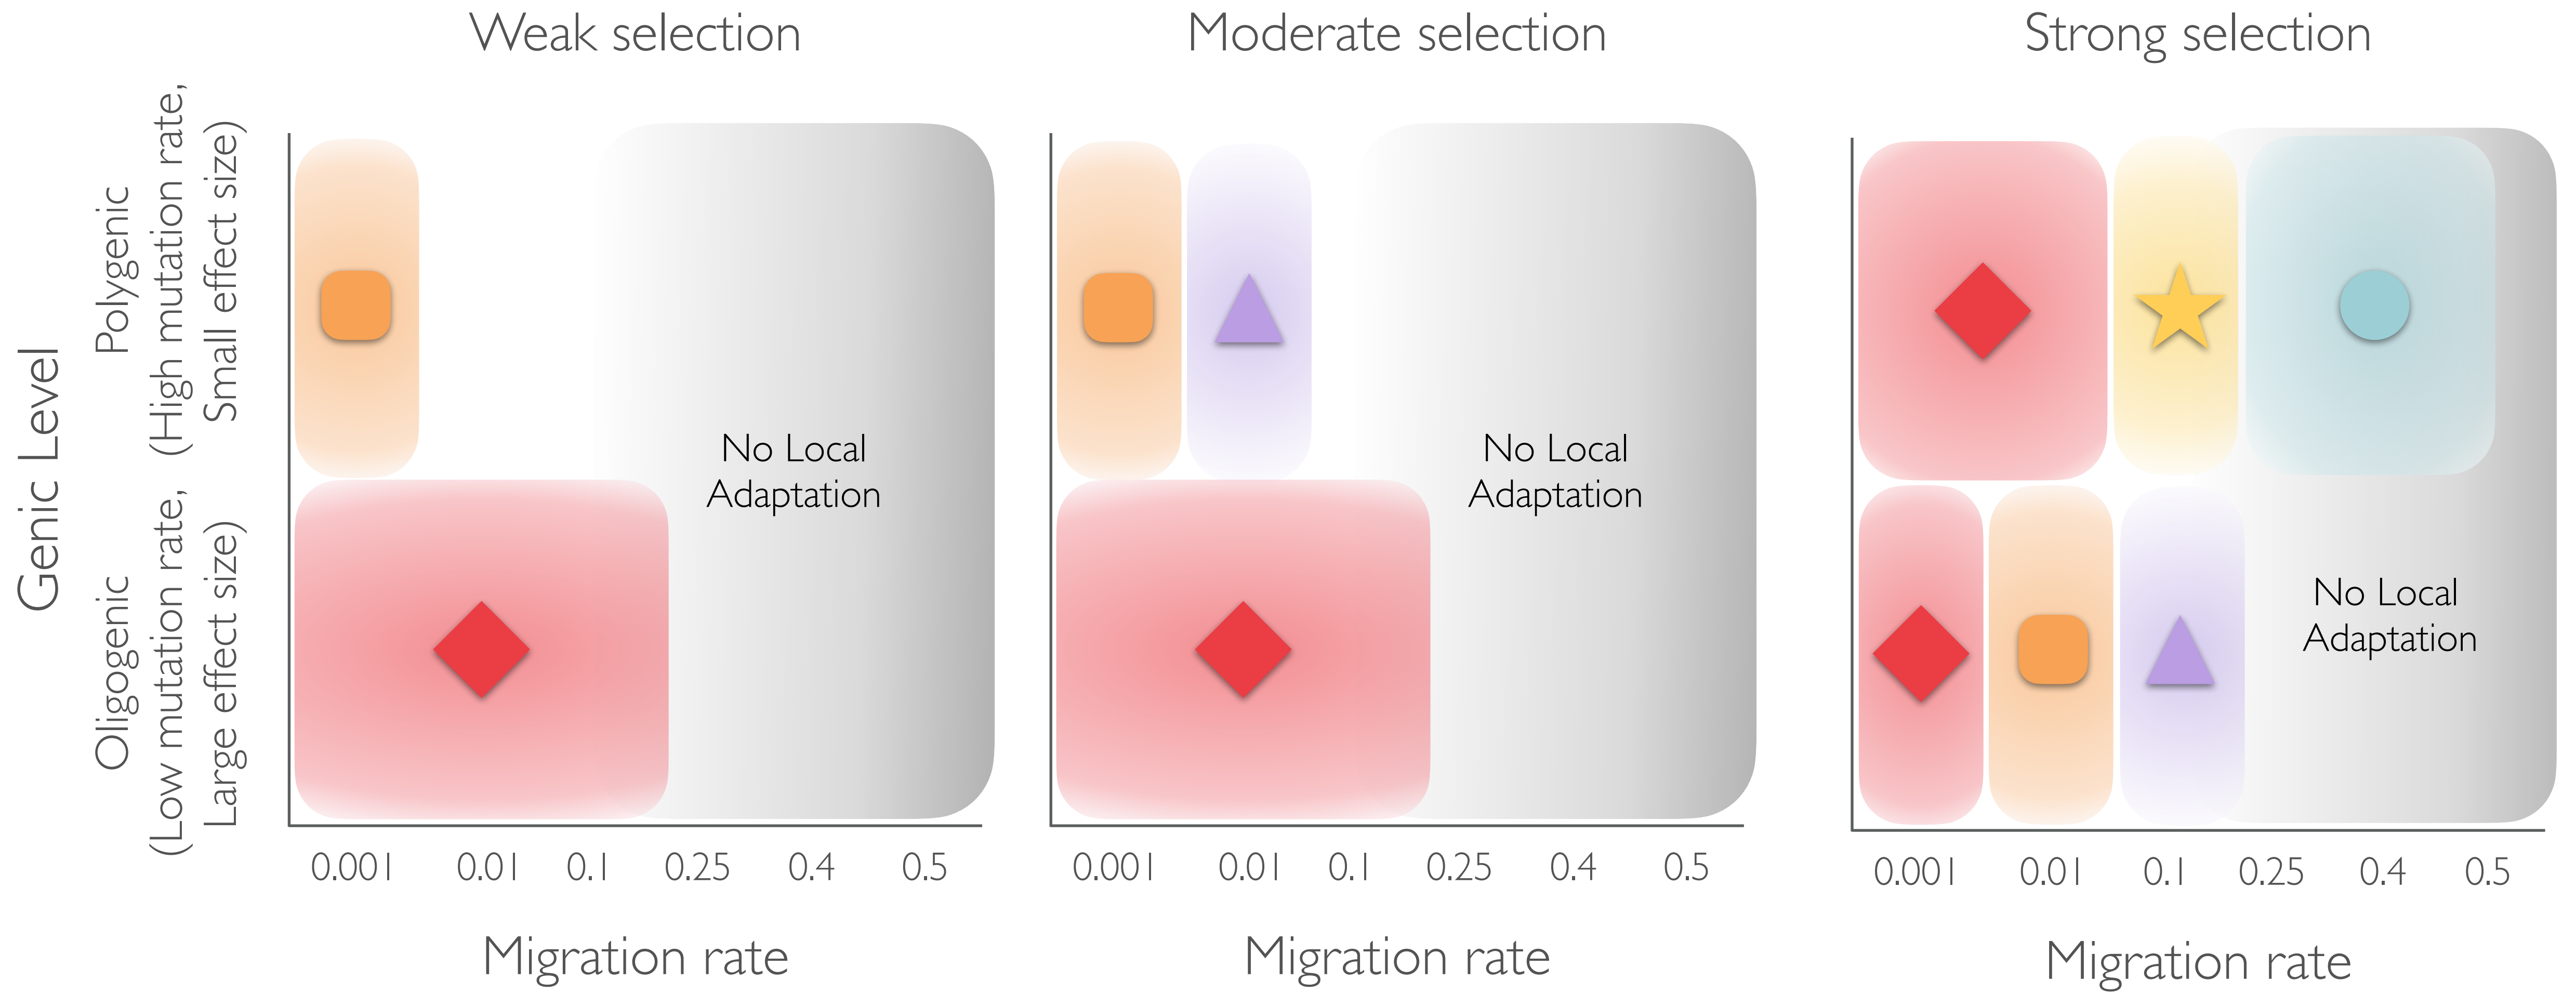 Weak selection
Moderate selection
Strong selection
Genic Level
Polygenic
(High mutation rate,
Small effect size)
Oligogenic
(Low mutation rate,
Large effect size)
No Local
Adaptation
No Local
Adaptation
No Local
Adaptation
0.001 0.01 0.1 0.25 0.4 0.5
0.001 0.01 0.1 0.25 0.4 0.5
0.001 0.01 0.1 0.25 0.4 0.5
Migration rate
Migration rate
Migration rate